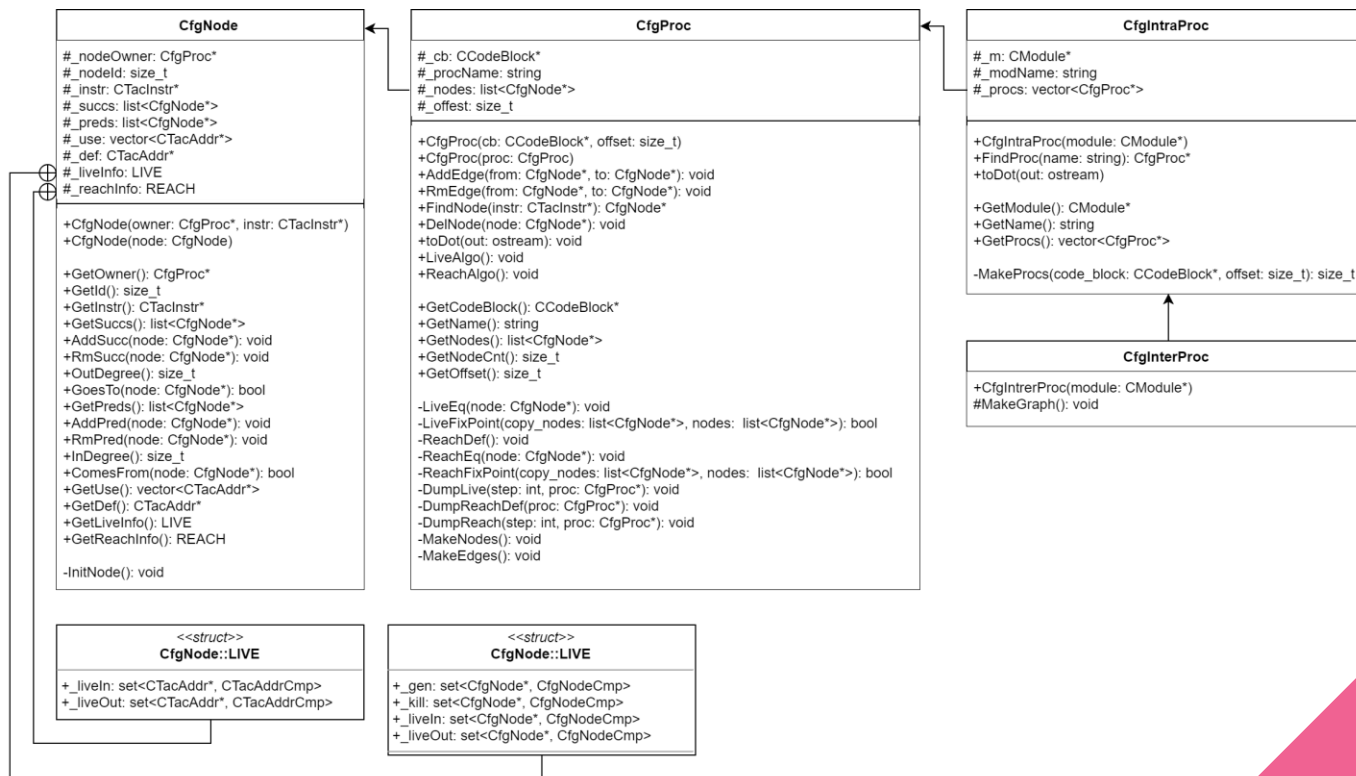 CfgNode
#_nodeOwner: CfgProc*
#_nodeId: size_t
#_instr: CTacInstr*
#_succs: list<CfgNode*>
#_preds: list<CfgNode*>
#_use: vector<CTacAddr*>
#_def: CTacAddr*
#_liveInfo: LIVE
#_reachInfo: REACH
+CfgNode(owner: CfgProc*, instr: CTacInstr*)
+CfgNode(node: CfgNode)
+GetOwner(): CfgProc*
+GetId(): size_t
+GetInstr(): CTacInstr*
+GetSuccs(): list<CfgNode*>
+AddSucc(node: CfgNode*): void
+RmSucc(node: CfgNode*): void
+OutDegree(): size_t
+GoesTo(node: CfgNode*): bool
+GetPreds(): list<CfgNode*>
+AddPred(node: CfgNode*): void
+RmPred(node: CfgNode*): void
+InDegree(): size_t
+ComesFrom(node: CfgNode*): bool
+GetUse(): vector<CTacAddr*>
+GetDef(): CTacAddr*
+GetLiveInfo(): LIVE
+GetReachInfo(): REACH
-InitNode(): void
CfgProc
#_cb: CCodeBlock*
#_procName: string
#_nodes: list<CfgNode*>
#_offest: size_t
+CfgProc(cb: CCodeBlock*, offset: size_t)
+CfgProc(proc: CfgProc)
+AddEdge(from: CfgNode*, to: CfgNode*): void
+RmEdge(from: CfgNode*, to: CfgNode*): void
+FindNode(instr: CTacInstr*): CfgNode*
+DelNode(node: CfgNode*): void
+toDot(out: ostream): void
+LiveAlgo(): void
+ReachAlgo(): void
+GetCodeBlock(): CCodeBlock*
+GetName(): string
+GetNodes(): list<CfgNode*>
+GetNodeCnt(): size_t
+GetOffset(): size_t
-LiveEq(node: CfgNode*): void
-LiveFixPoint(copy_nodes: list<CfgNode*>, nodes: list<CfgNode*>): bool
-ReachDef(): void
-ReachEq(node: CfgNode*): void
-ReachFixPoint(copy_nodes: list<CfgNode*>, nodes: list<CfgNode*>): bool
-DumpLive(step: int, proc: CfgProc*): void
-DumpReachDef(proc: CfgProc*): void
-DumpReach(step: int, proc: CfgProc*): void
-MakeNodes(): void
-MakeEdges(): void
CfgIntraProc
#_m: CModule*
#_modName: string
#_procs: vector<CfgProc*>
+CfgIntraProc(module: CModule*)
+FindProc(name: string): CfgProc*
+toDot(out: ostream)
+GetModule(): CModule*
+GetName(): string
+GetProcs(): vector<CfgProc*>
-MakeProcs(code_block: CCodeBlock*, offset: size_t): size_t
CfgInterProc
+CfgIntrerProc(module: CModule*)
#MakeGraph(): void
<<struct>>
CfgNode::LIVE
+_liveIn: set<CTacAddr*, CTacAddrCmp>
+_liveOut: set<CTacAddr*, CTacAddrCmp>
<<struct>>
CfgNode::LIVE
+_gen: set<CfgNode*, CfgNodeCmp>
+_kill: set<CfgNode*, CfgNodeCmp>
+_liveIn: set<CfgNode*, CfgNodeCmp>
+_liveOut: set<CfgNode*, CfgNodeCmp>